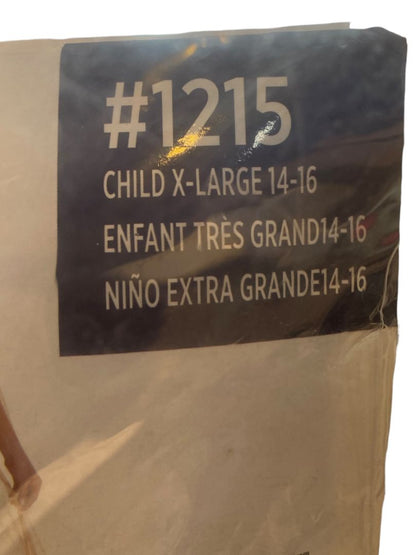 #1215
CHILD X-LARGE 14-16
ENFANT TRÈS GRAND14-16
NIÑO EXTRA GRANDE14-16